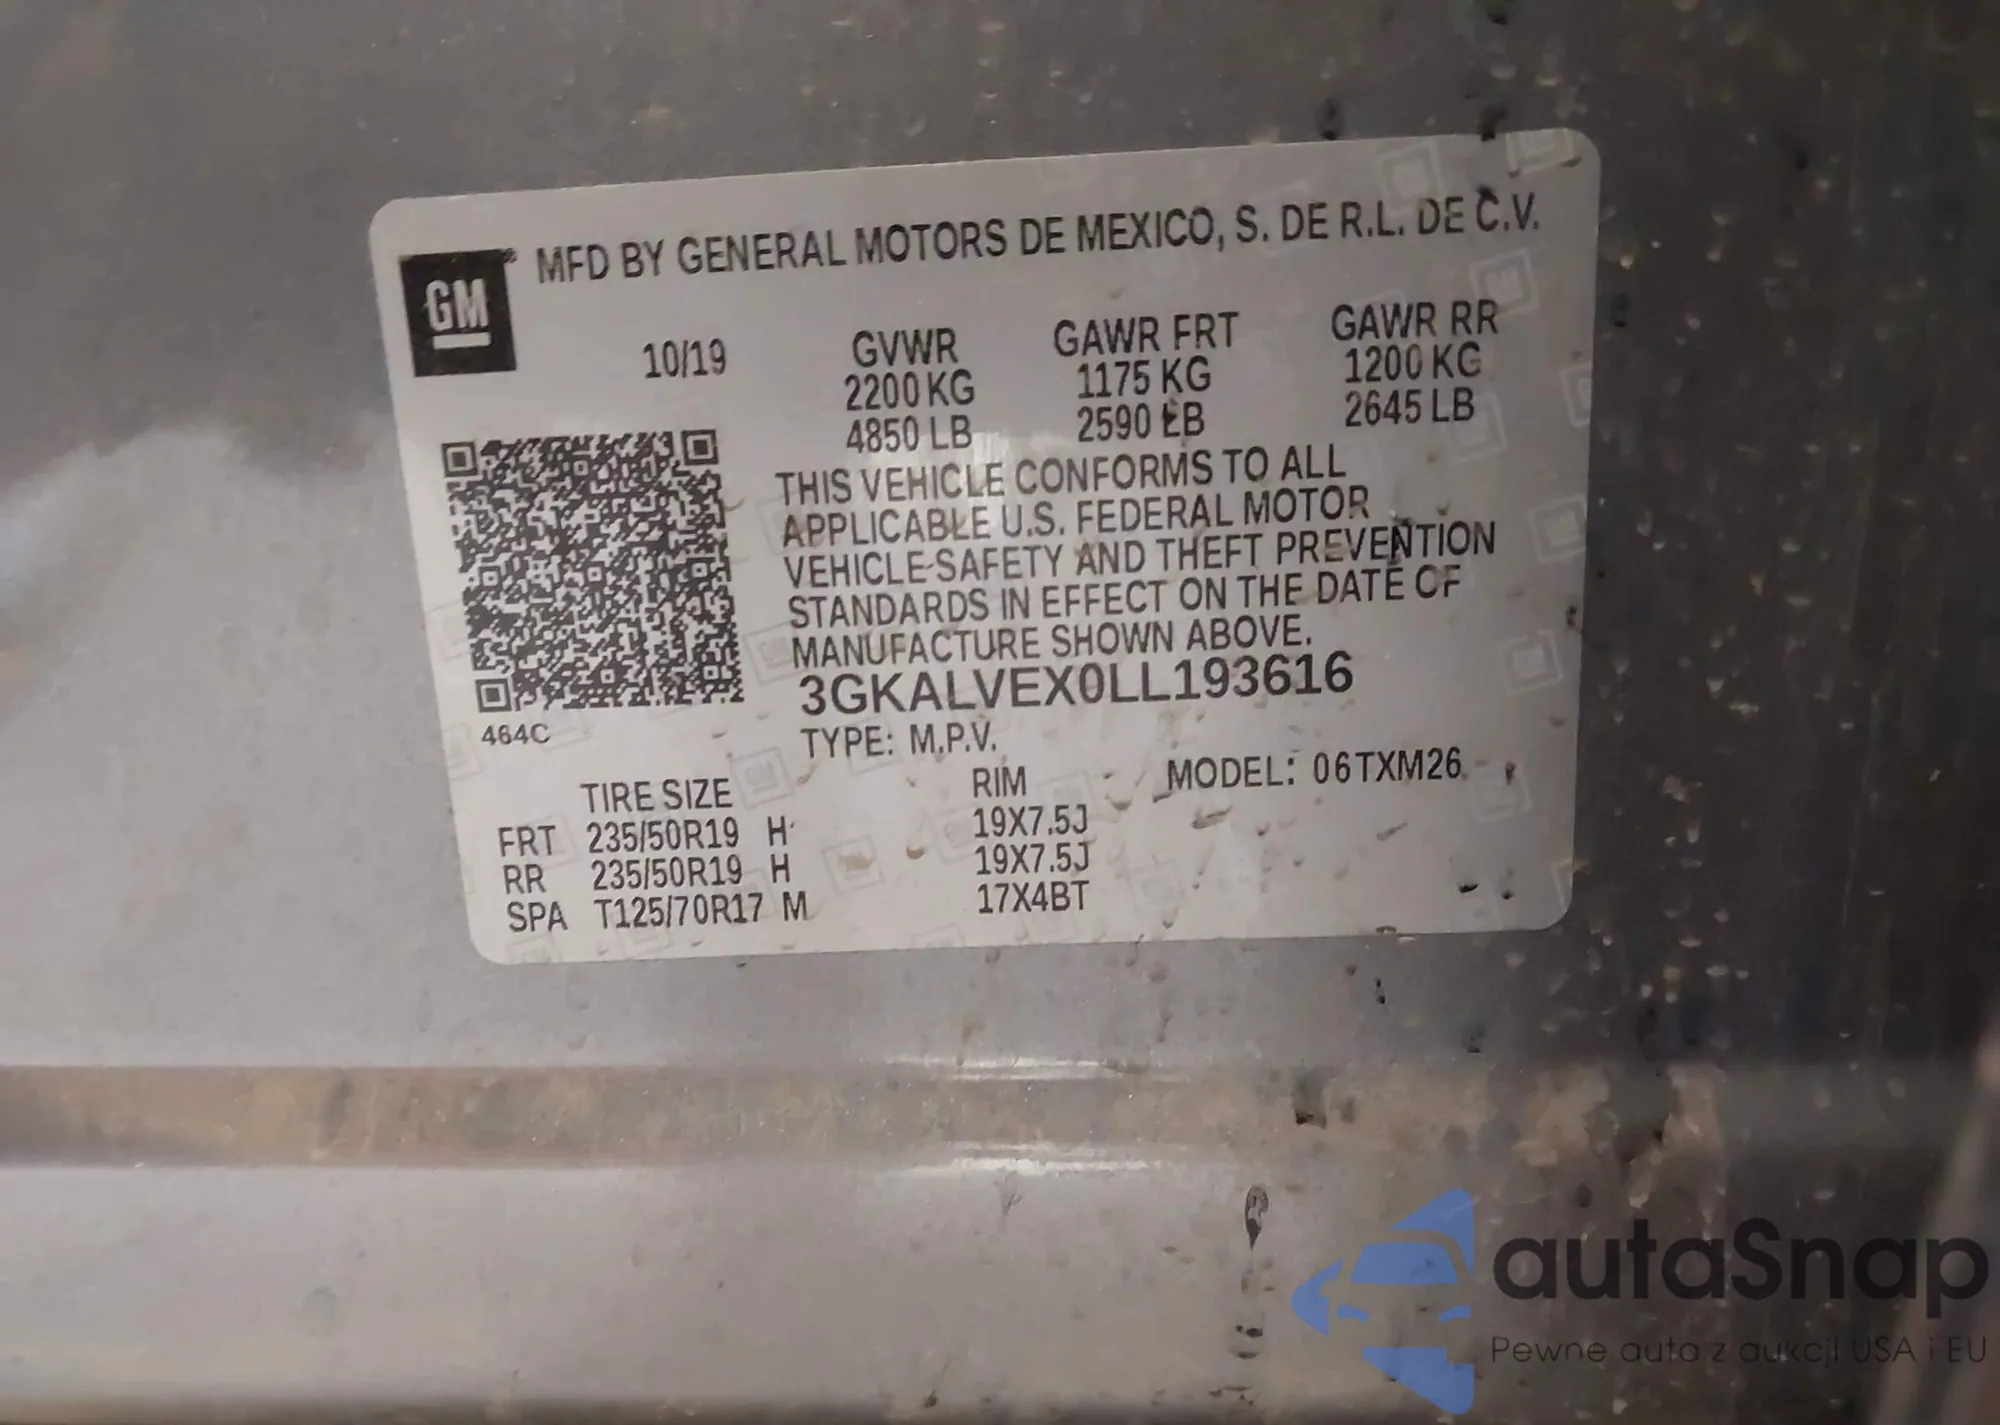 GM
MFD BY GENERAL MOTORS DE MEXICO, S. DE R.L. DE C.V.
10/19 GVWR GAWR FRT GAWR RR
2200 KG 1175 KG 1200 KG
4850 LB 2590 LB 2645 LB
THIS VEHICLE CONFORMS TO ALL
APPLICABLE U.S. FEDERAL MOTOR
VEHICLE SAFETY AND THEFT PREVENTION
STANDARDS IN EFFECT ON THE DATE OF
MANUFACTURE SHOWN ABOVE.
3GKALVEX0LL193616
464C
TYPE: M.P.V. MODEL: 06TXM26
TIRE SIZE RIM
FRT 235/50R19 H 19X7.5J
RR 235/50R19 H 19X7.5J
SPA T125/70R17 M 17X4BT
autaSnap
Pewne auta z aukcji USA i EU